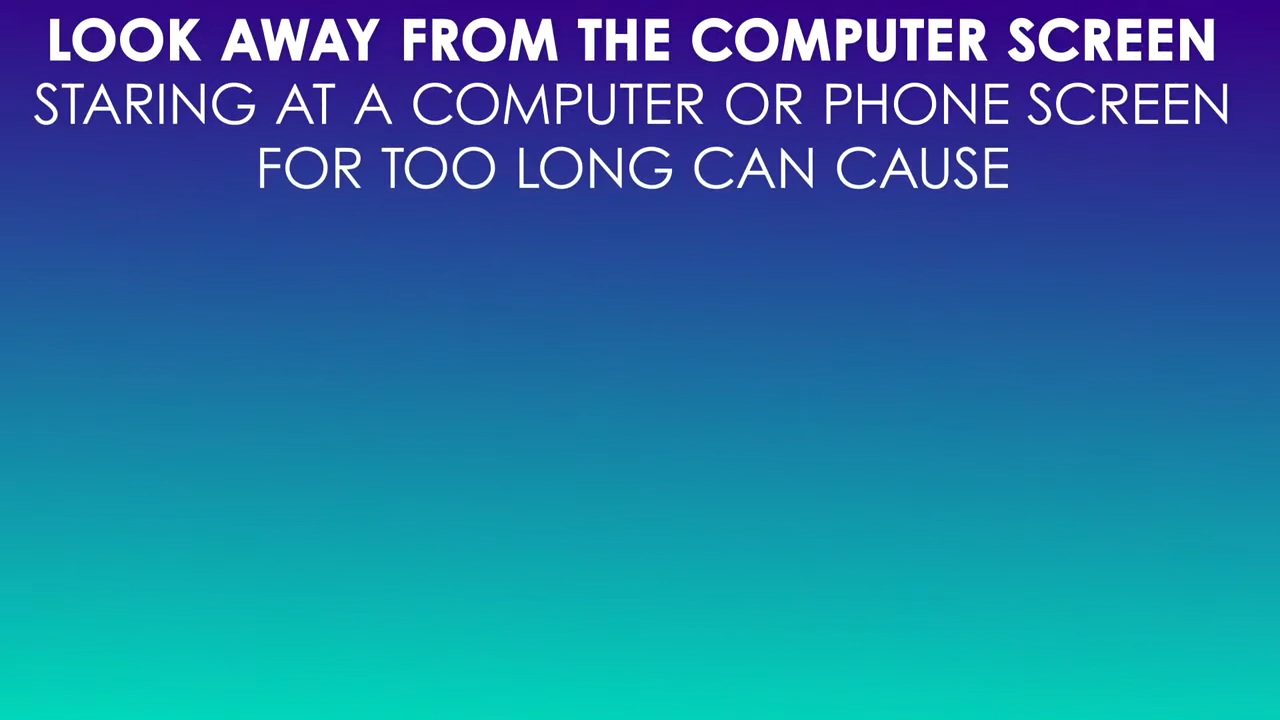 LOOK AWAY FROM THE COMPUTER SCREEN
STARING AT A COMPUTER OR PHONE SCREEN
FOR TOO LONG CAN CAUSE